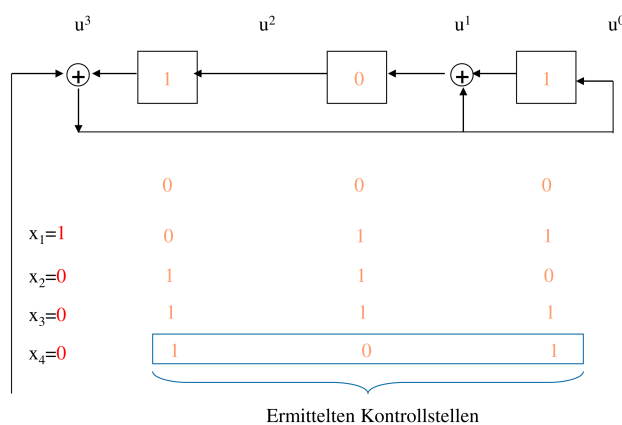 u³ u² u¹ u⁰
+ 1 0 + 1
0 0 0
x₁=1 0 1 1
x₂=0 1 1 0
x₃=0 1 1 1
x₄=0 1 0 1
Ermittelten Kontrollstellen